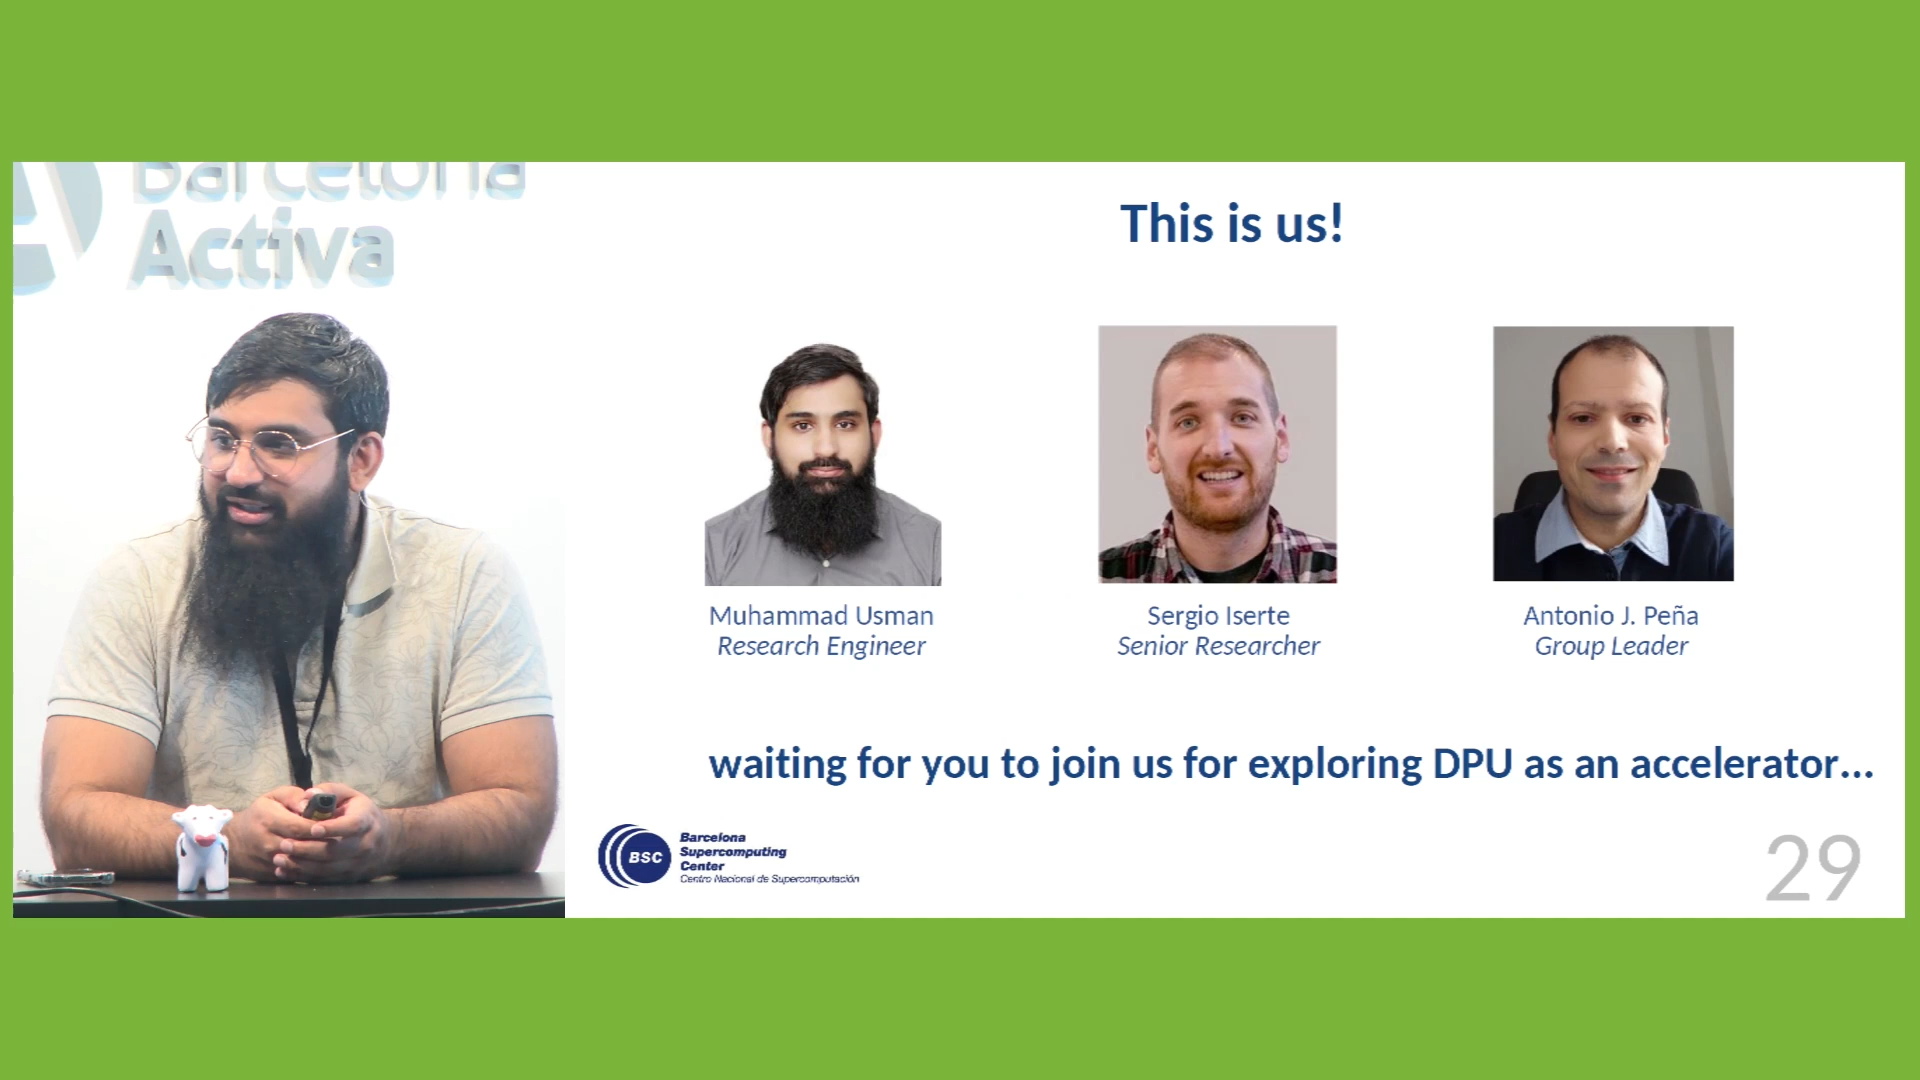 Barcelona
Activa
This is us!
Muhammad Usman
Research Engineer
Sergio Iserte
Senior Researcher
Antonio J. Peña
Group Leader
waiting for you to join us for exploring DPU as an accelerator...
BSC
Barcelona
Supercomputing
Center
Centro Nacional de Supercomputación
29